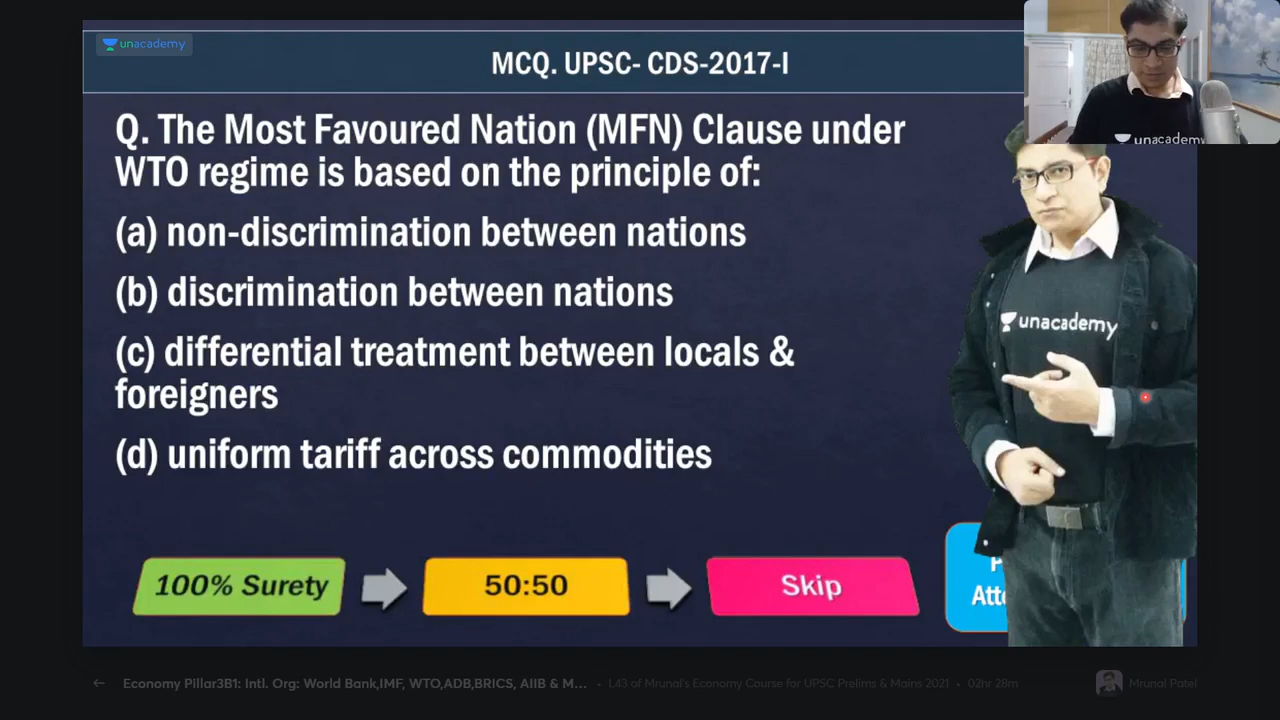 unacademy
MCQ. UPSC- CDS-2017-I
unacademy
Q. The Most Favoured Nation (MFN) Clause under
WTO regime is based on the principle of:
(a) non-discrimination between nations
(b) discrimination between nations
(c) differential treatment between locals &
foreigners
(d) uniform tariff across commodities
unacademy
100% Surety
50:50
Skip
Economy Pillar3B1: Intl. Org: World Bank,IMF, WTO,ADB,BRICS, AIIB & M... • L43 of Mrunal's Economy Course for UPSC Prelims & Mains 2021 • 02hr 28m
Mrunal Patel